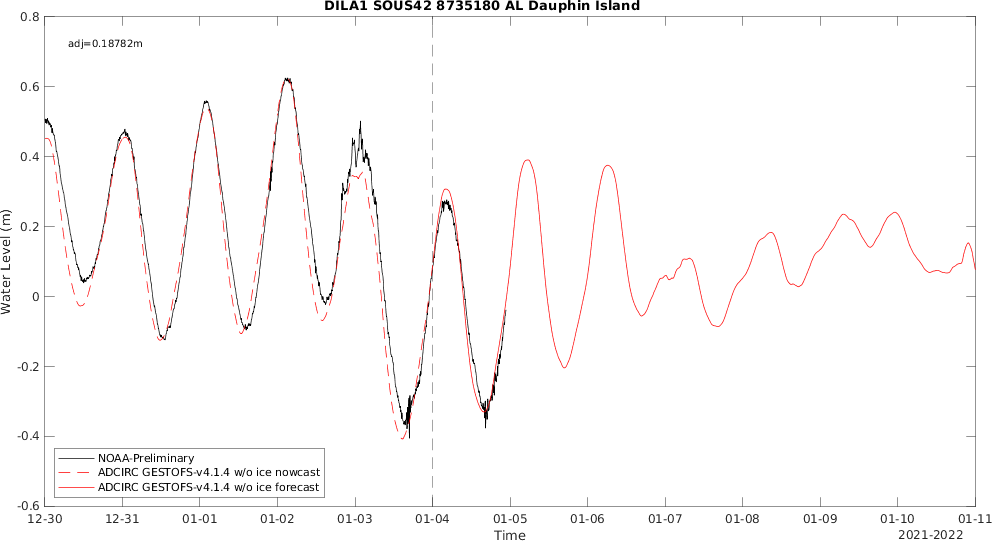 DILA1 SOUS42 8735180 AL Dauphin Island
adj=0.18782m
Water Level (m)
0.8
0.6
0.4
0.2
0
-0.2
-0.4
-0.6
NOAA-Preliminary
ADCIRC GESTOFS-v4.1.4 w/o ice nowcast
ADCIRC GESTOFS-v4.1.4 w/o ice forecast
12-30 12-31 01-01 01-02 01-03 01-04 01-05 01-06 01-07 01-08 01-09 01-10 01-11
Time
2021-2022